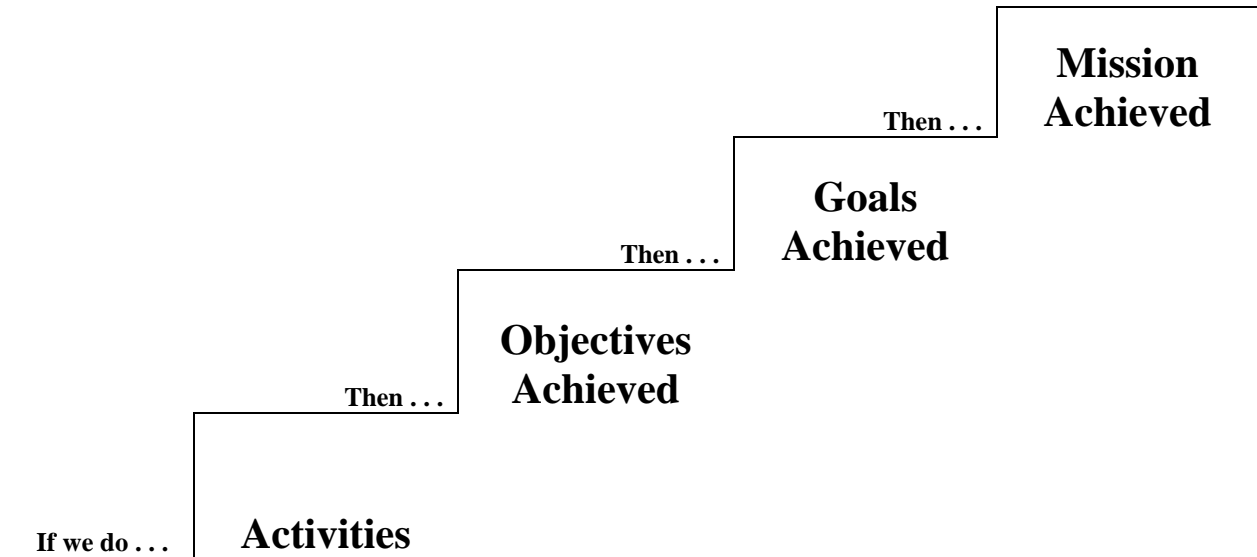 Mission
Achieved
Then . . .
Goals
Achieved
Then . . .
Objectives
Achieved
Then . . .
If we do . . .
Activities